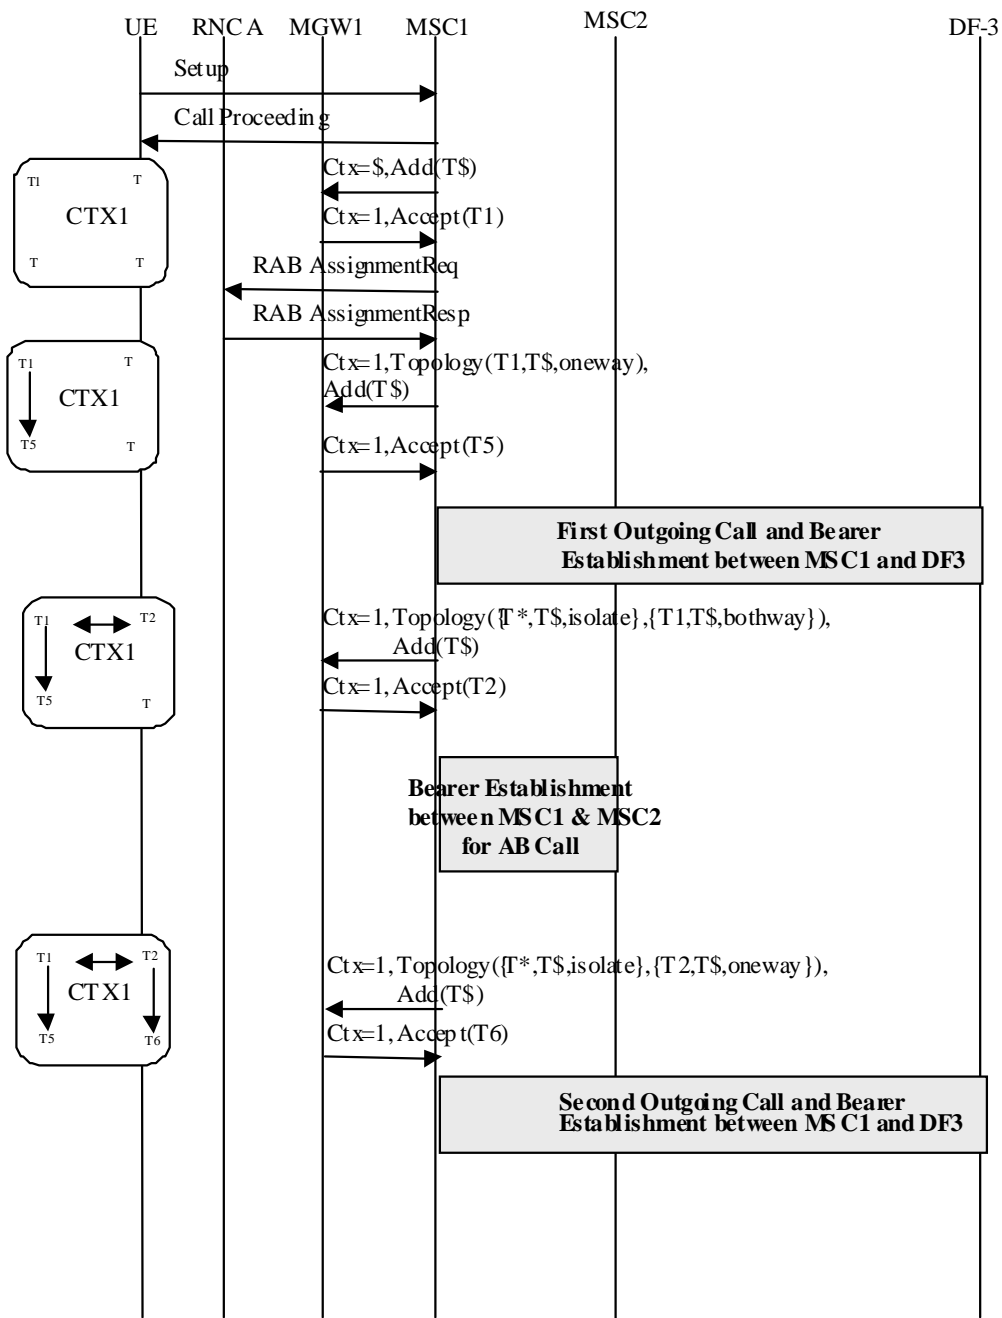 UE RNC A MGW1 MSC1 MSC2 DF-3
Setup
Call Proceeding
Ctx=$,Add(T$)
T1 T
CTX1
T T
Ctx=1,Accept(T1)
RAB AssignmentReq
RAB AssignmentResp
Ctx=1,Topology(T1,T$,oneway),
Add(T$)
T1 T
CTX1
T5 T
Ctx=1,Accept(T5)
First Outgoing Call and Bearer
Establishment between MSC1 and DF3
Ctx=1,Topology({T*,T$,isolate},{T1,T$,bothway}),
Add(T$)
T1 T2
CTX1
T5 T
Ctx=1,Accept(T2)
Bearer Establishment
between MSC1 & MSC2
for AB Call
Ctx=1,Topology({T*,T$,isolate},{T2,T$,oneway}),
Add(T$)
T1 T2
CTX1
T5 T6
Ctx=1,Accept(T6)
Second Outgoing Call and Bearer
Establishment between MSC1 and DF3